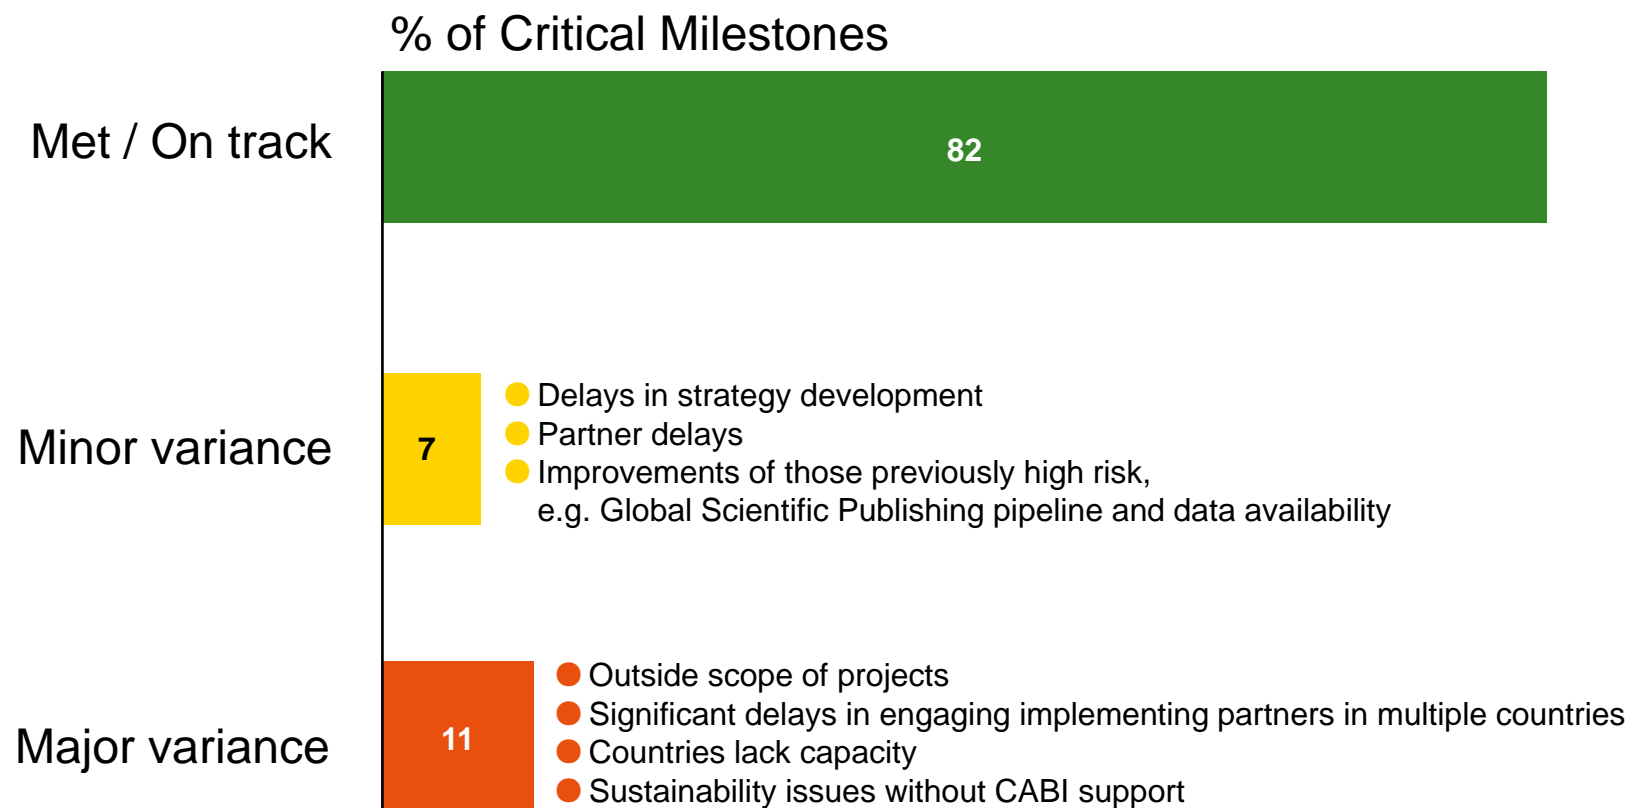 % of Critical Milestones
Met / On track
82
Minor variance
7
Delays in strategy development
Partner delays
Improvements of those previously high risk,
e.g. Global Scientific Publishing pipeline and data availability
Major variance
11
Outside scope of projects
Significant delays in engaging implementing partners in multiple countries
Countries lack capacity
Sustainability issues without CABI support